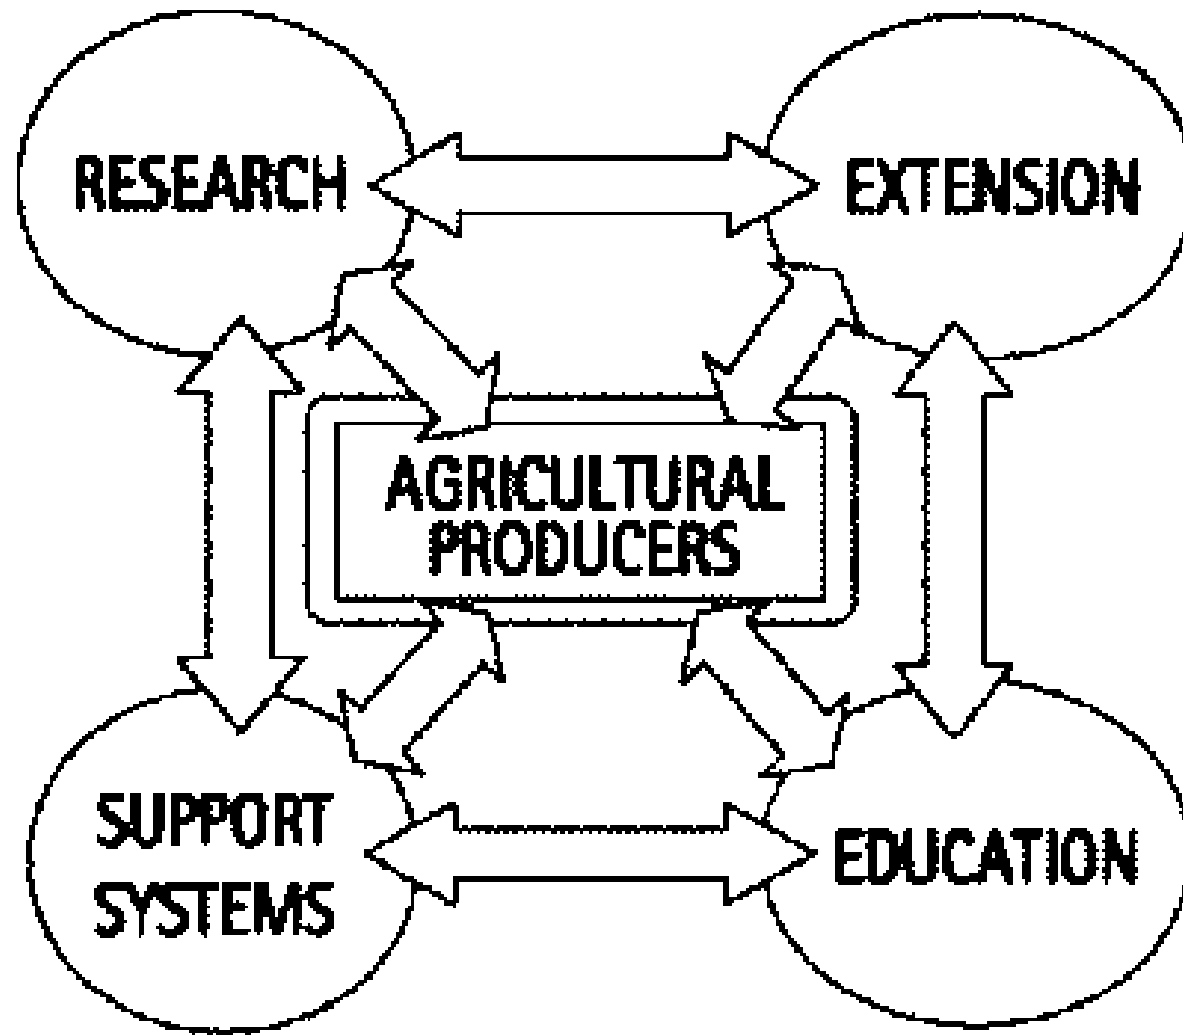 RESEARCH
EXTENSION
AGRICULTURAL
PRODUCERS
SUPPORT
SYSTEMS
EDUCATION